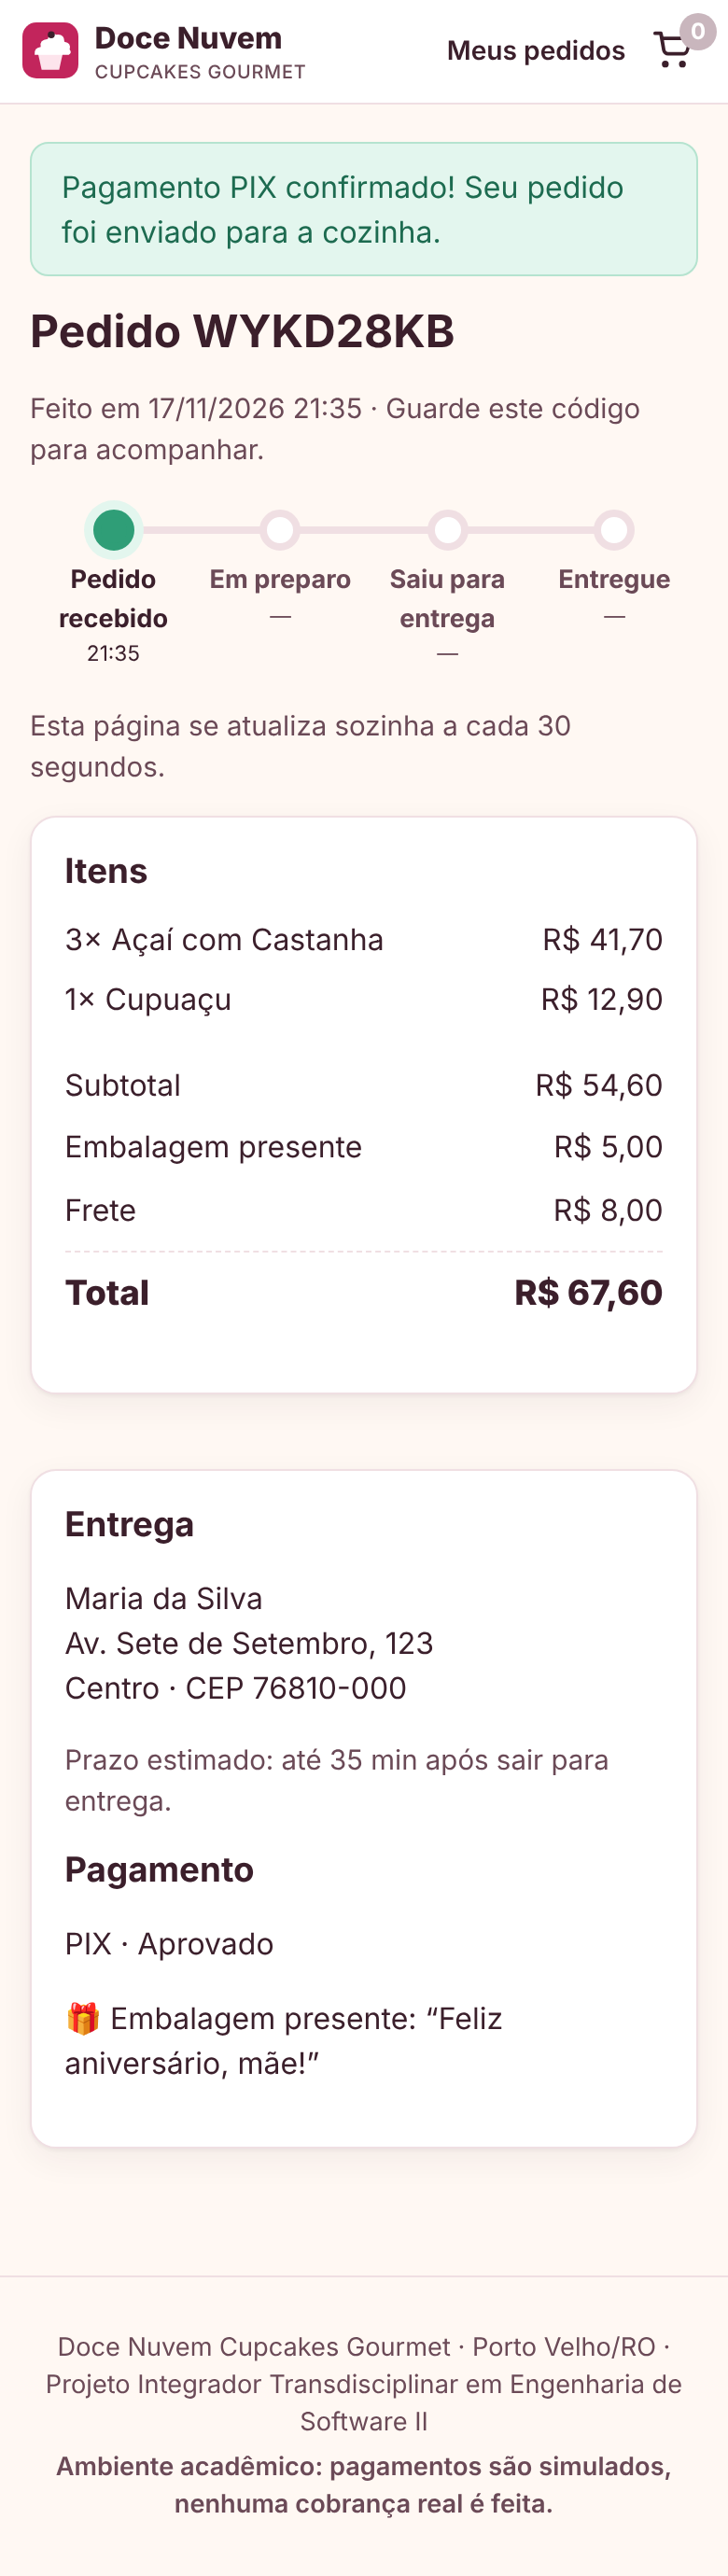 Doce Nuvem
CUPCAKES GOURMET
Meus pedidos
0
Pagamento PIX confirmado! Seu pedido
foi enviado para a cozinha.
Pedido WYKD28KB
Feito em 17/11/2026 21:35 · Guarde este código
para acompanhar.
Pedido
recebido
21:35
Em preparo
—
Saiu para
entrega
—
Entregue
—
Esta página se atualiza sozinha a cada 30
segundos.
Itens
3× Açaí com Castanha R$ 41,70
1× Cupuaçu R$ 12,90
Subtotal R$ 54,60
Embalagem presente R$ 5,00
Frete R$ 8,00
Total R$ 67,60
Entrega
Maria da Silva
Av. Sete de Setembro, 123
Centro · CEP 76810-000
Prazo estimado: até 35 min após sair para
entrega.
Pagamento
PIX · Aprovado
🎁 Embalagem presente: “Feliz
aniversário, mãe!”
Doce Nuvem Cupcakes Gourmet · Porto Velho/RO ·
Projeto Integrador Transdisciplinar em Engenharia de
Software II
Ambiente acadêmico: pagamentos são simulados,
nenhuma cobrança real é feita.